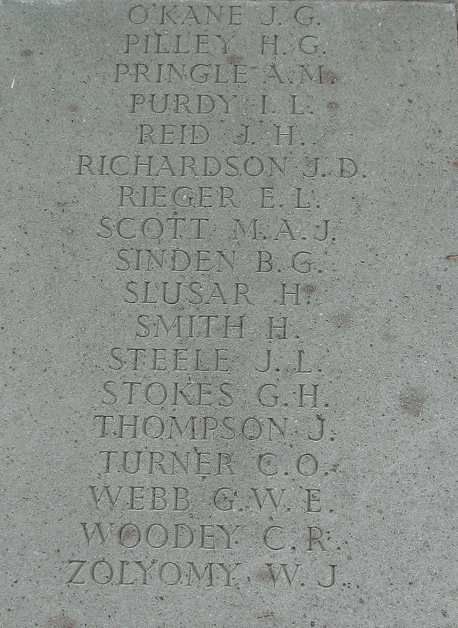 O'KANE J. G.
PILLEY H. G.
PRINGLE A. M.
PURDY I. L.
REID J. H.
RICHARDSON J. D.
RIEGER E. L.
SCOTT M. A. J.
SINDEN B. G.
SLUSAR H.
SMITH H.
STEELE J. L.
STOKES G. H.
THOMPSON J.
TURNER C. O.
WEBB G. W. E.
WOODEY C. R.
ZOLYOMY W. J.